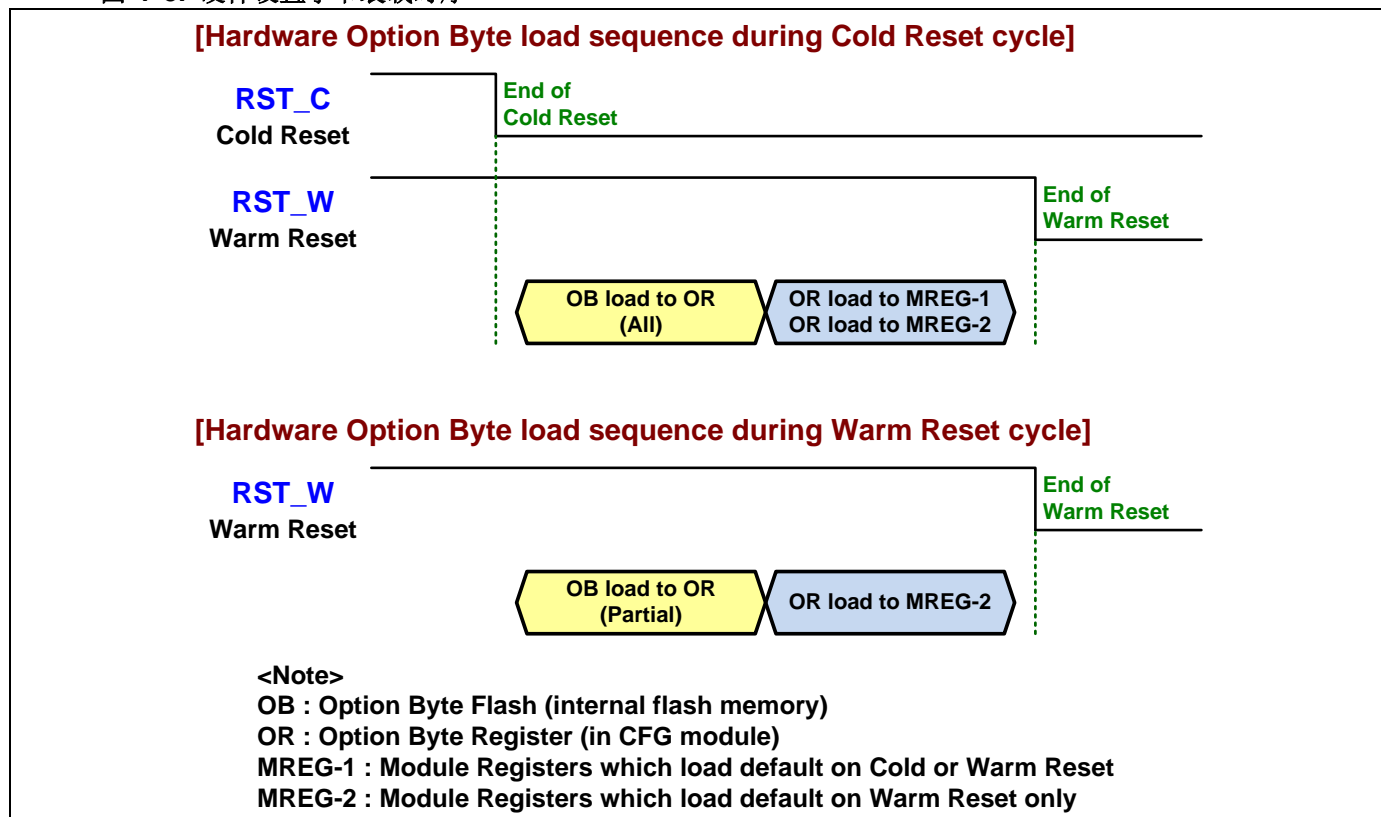 [Hardware Option Byte load sequence during Cold Reset cycle]
RST_C
Cold Reset
End of
Cold Reset
RST_W
Warm Reset
End of
Warm Reset
OB load to OR
(All)
OR load to MREG-1
OR load to MREG-2
[Hardware Option Byte load sequence during Warm Reset cycle]
RST_W
Warm Reset
End of
Warm Reset
OB load to OR
(Partial)
OR load to MREG-2
<Note>
OB : Option Byte Flash (internal flash memory)
OR : Option Byte Register (in CFG module)
MREG-1 : Module Registers which load default on Cold or Warm Reset
MREG-2 : Module Registers which load default on Warm Reset only